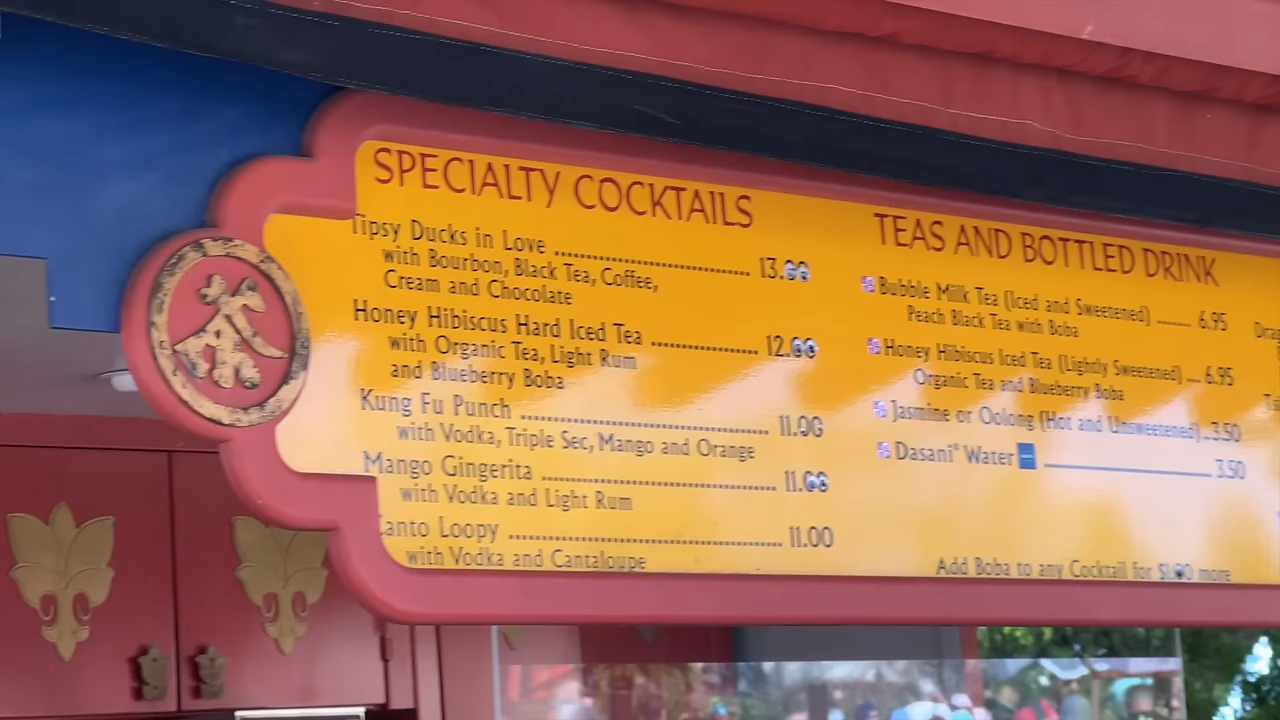 SPECIALTY COCKTAILS
Tipsy Ducks in Love 13.00
with Bourbon, Black Tea, Coffee,
Cream and Chocolate
Honey Hibiscus Hard Iced Tea 12.00
with Organic Tea, Light Rum
and Blueberry Boba
Kung Fu Punch 11.00
with Vodka, Triple Sec, Mango and Orange
Mango Gingerita 11.00
with Vodka and Light Rum
Canto Loopy 11.00
with Vodka and Cantaloupe
茶
TEAS AND BOTTLED DRINK
Bubble Milk Tea (Iced and Sweetened) 6.95
Peach Black Tea with Boba
Honey Hibiscus Iced Tea (Lightly Sweetened) 6.95
Organic Tea and Blueberry Boba
Jasmine or Oolong (Hot and Unsweetened) 3.50
Dasani® Water 3.50
Add Boba to any Cocktail for $1.00 more